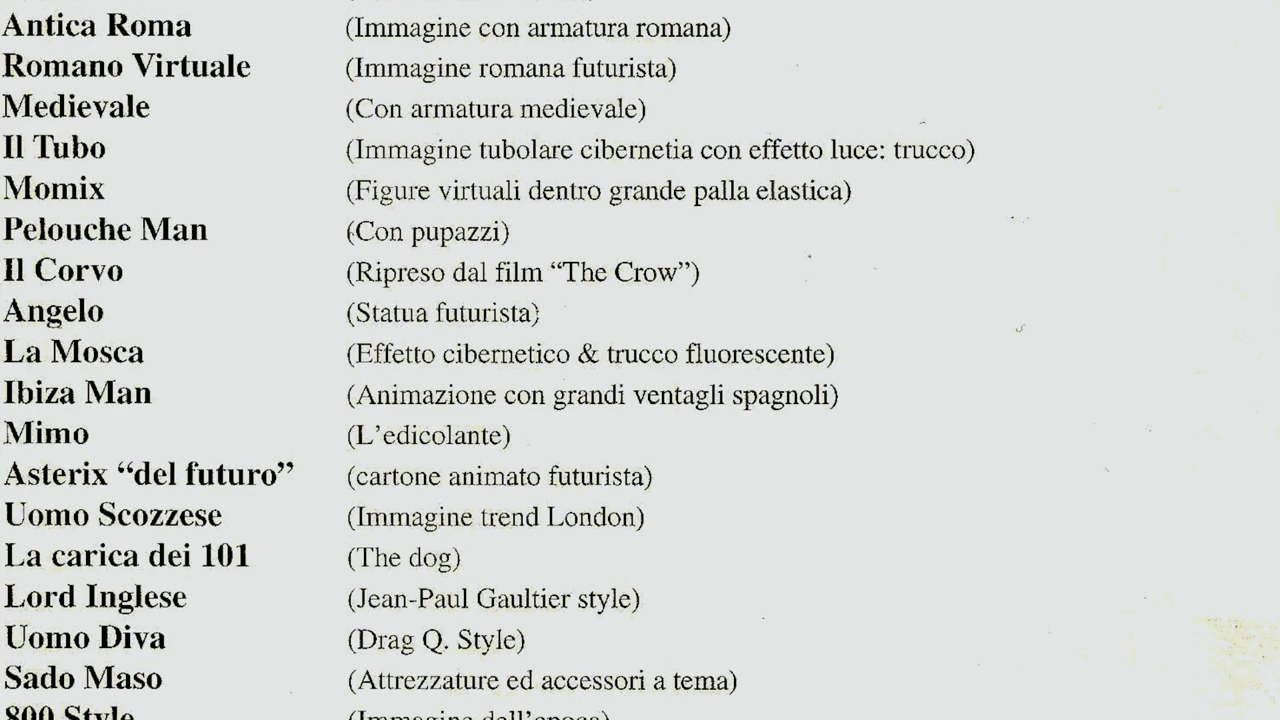 Antica Roma (Immagine con armatura romana)
Romano Virtuale (Immagine romana futurista)
Medievale (Con armatura medievale)
Il Tubo (Immagine tubolare cibernetia con effetto luce: trucco)
Momix (Figure virtuali dentro grande palla elastica)
Pelouche Man (Con pupazzi)
Il Corvo (Ripreso dal film “The Crow”)
Angelo (Statua futurista)
La Mosca (Effetto cibernetico & trucco fluorescente)
Ibiza Man (Animazione con grandi ventagli spagnoli)
Mimo (L’edicolante)
Asterix “del futuro” (cartone animato futurista)
Uomo Scozzese (Immagine trend London)
La carica dei 101 (The dog)
Lord Inglese (Jean-Paul Gaultier style)
Uomo Diva (Drag Q. Style)
Sado Maso (Attrezzature ed accessori a tema)
800 Style (Immagine dell’epoca)